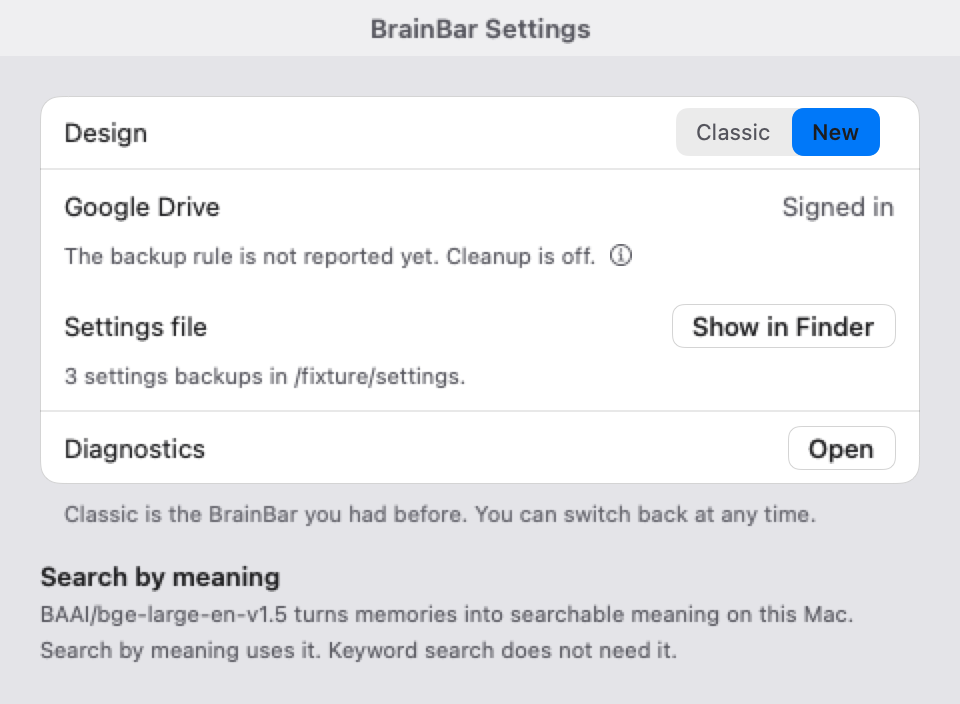 BrainBar Settings
Design
Classic
New
Google Drive
Signed in
The backup rule is not reported yet. Cleanup is off.
Settings file
Show in Finder
3 settings backups in /fixture/settings.
Diagnostics
Open
Classic is the BrainBar you had before. You can switch back at any time.
Search by meaning
BAAI/bge-large-en-v1.5 turns memories into searchable meaning on this Mac.
Search by meaning uses it. Keyword search does not need it.